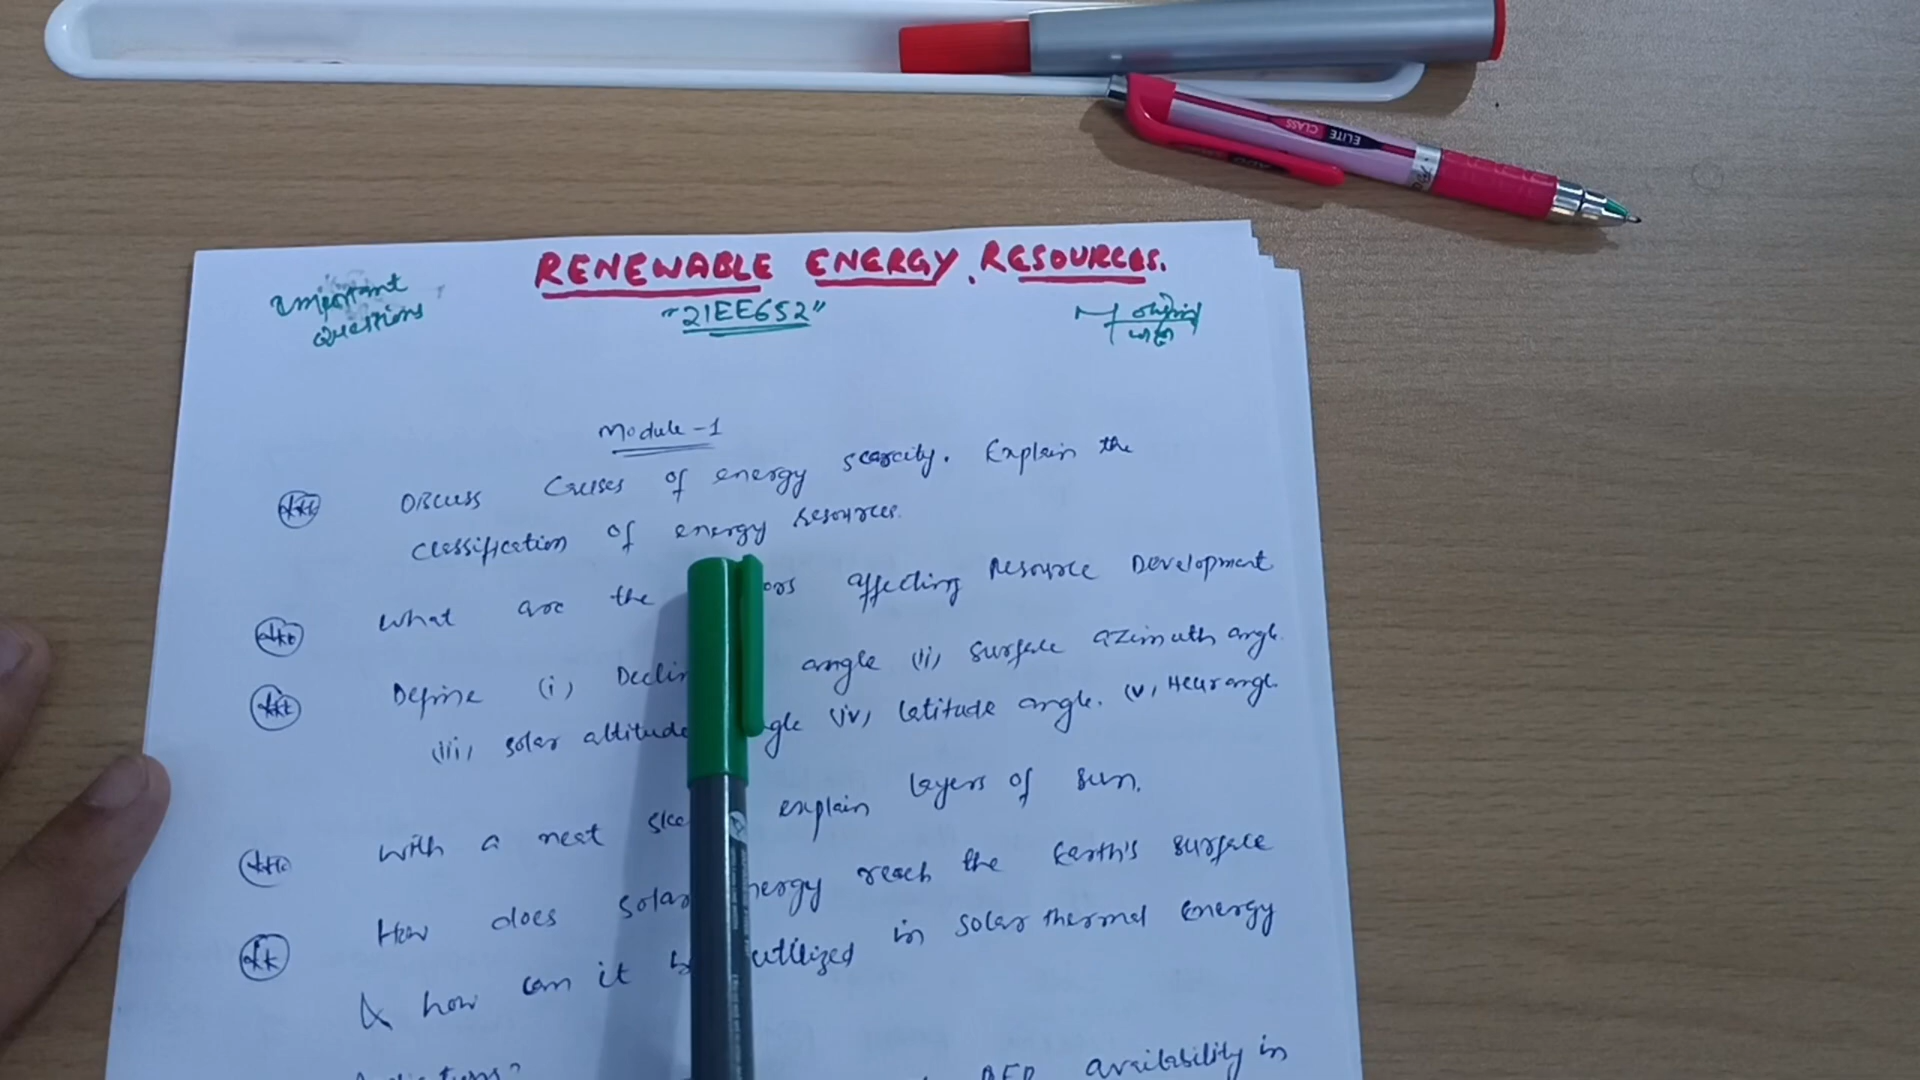 RENEWABLE ENERGY RESOURCES.
Important
Questions
"21EE652"
Module-1
Discuss causes of energy scarcity. Explain the
classification of energy resources.
What are the ors affecting Resource Development
Define (i) Declin angle (ii) surface azimuth angle.
(iii) solar altitude gle (iv) latitude angle. (v) Hour angle
With a neat ske explain layers of sun.
How does solar nergy reach the Earth's surface
& how can it b utilized in solar thermal energy
availability in
ELITE CLASS